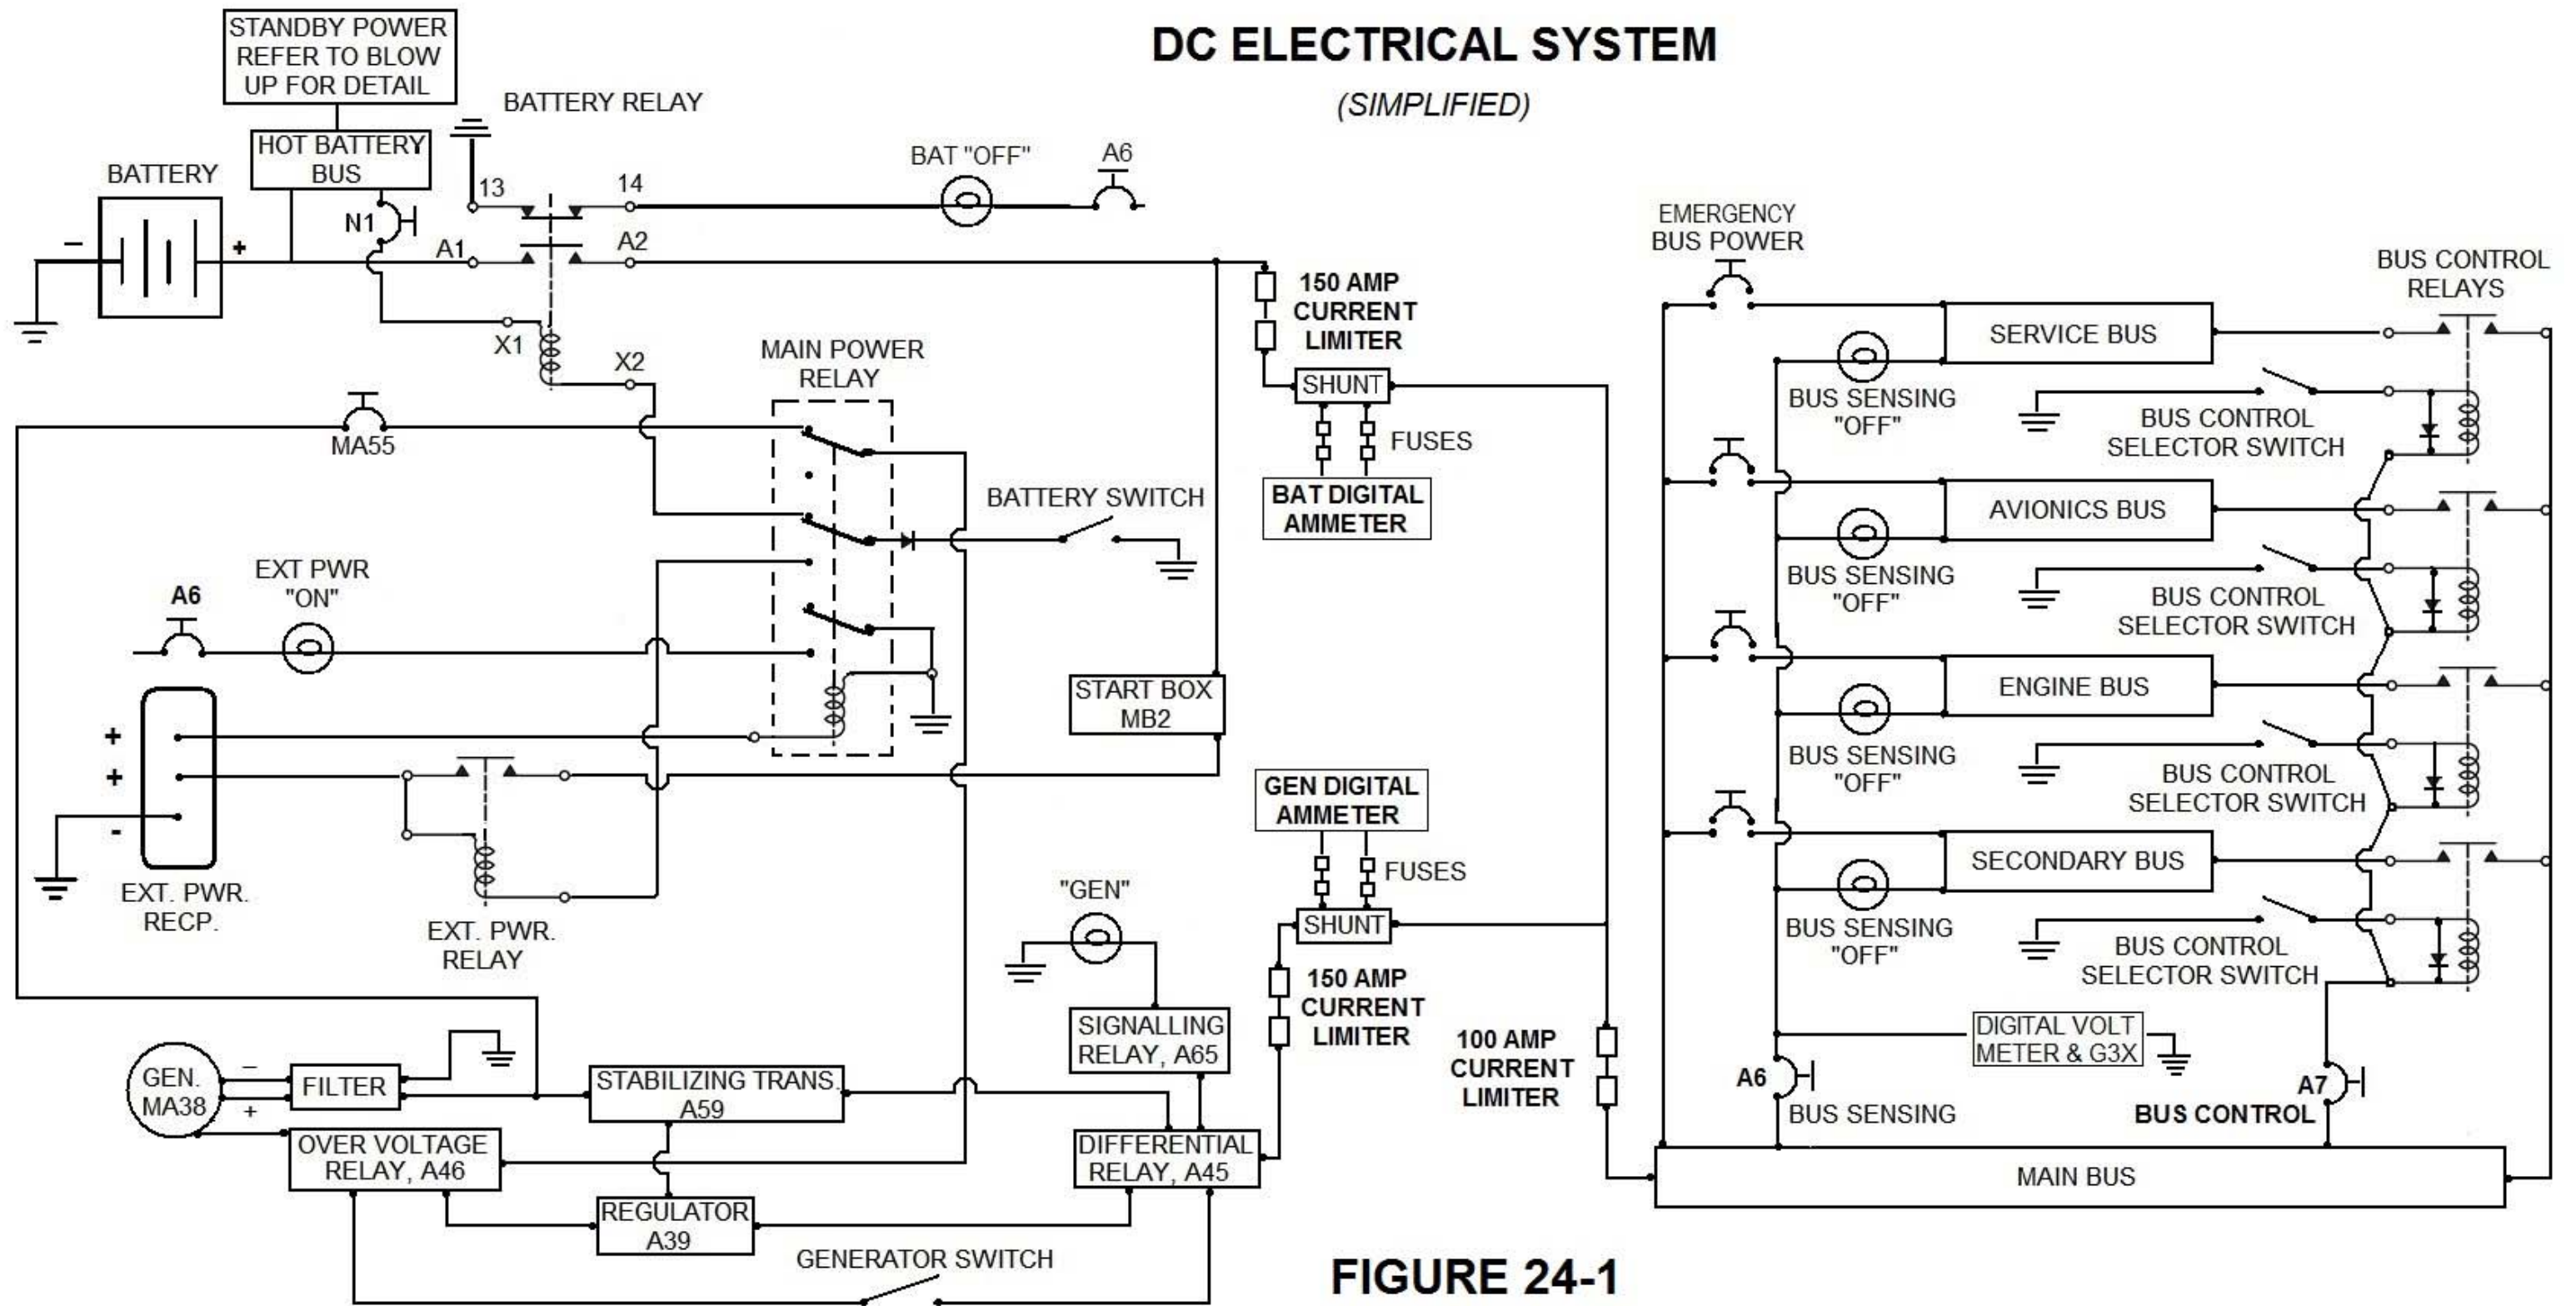 DC ELECTRICAL SYSTEM
(SIMPLIFIED)
STANDBY POWER
REFER TO BLOW
UP FOR DETAIL
HOT BATTERY
BUS
BATTERY RELAY
BATTERY
−
+
N1
13
14
A1
A2
X1
X2
BAT "OFF"
A6
150 AMP
CURRENT
LIMITER
SHUNT
FUSES
BAT DIGITAL
AMMETER
MAIN POWER
RELAY
MA55
BATTERY SWITCH
EXT PWR
"ON"
A6
+
+
-
EXT. PWR.
RECP.
EXT. PWR.
RELAY
START BOX
MB2
GEN DIGITAL
AMMETER
FUSES
SHUNT
150 AMP
CURRENT
LIMITER
"GEN"
SIGNALLING
RELAY, A65
DIFFERENTIAL
RELAY, A45
GEN.
MA38
−
+
FILTER
STABILIZING TRANS.
A59
OVER VOLTAGE
RELAY, A46
REGULATOR
A39
GENERATOR SWITCH
100 AMP
CURRENT
LIMITER
EMERGENCY
BUS POWER
BUS CONTROL
RELAYS
SERVICE BUS
BUS SENSING
"OFF"
BUS CONTROL
SELECTOR SWITCH
AVIONICS BUS
BUS SENSING
"OFF"
BUS CONTROL
SELECTOR SWITCH
ENGINE BUS
BUS SENSING
"OFF"
BUS CONTROL
SELECTOR SWITCH
SECONDARY BUS
BUS SENSING
"OFF"
BUS CONTROL
SELECTOR SWITCH
DIGITAL VOLT
METER & G3X
A6
BUS SENSING
A7
BUS CONTROL
MAIN BUS
FIGURE 24-1